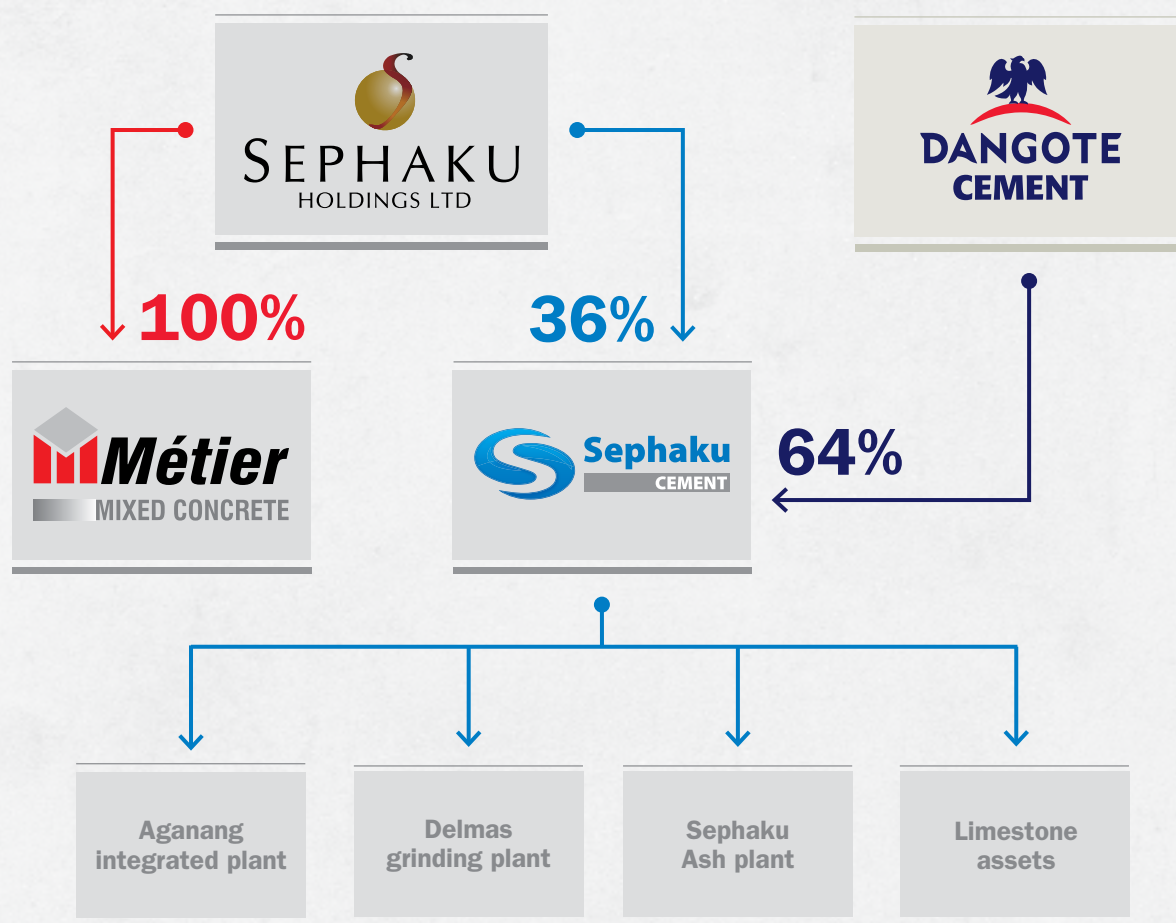 SEPHAKU
HOLDINGS LTD
DANGOTE
CEMENT
100%
36%
Métier
MIXED CONCRETE
Sephaku
CEMENT
64%
Aganang
integrated plant
Delmas
grinding plant
Sephaku
Ash plant
Limestone
assets